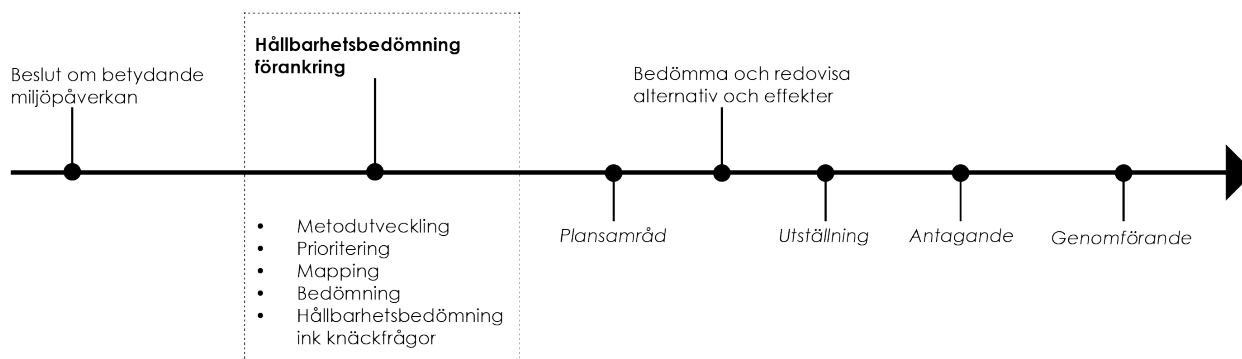 Beslut om betydande
miljöpåverkan
Hållbarhetsbedömning
förankring
• Metodutveckling
• Prioritering
• Mapping
• Bedömning
• Hållbarhetsbedömning
ink knäckfrågor
Plansamråd
Bedömma och redovisa
alternativ och effekter
Utställning
Antagande
Genomförande